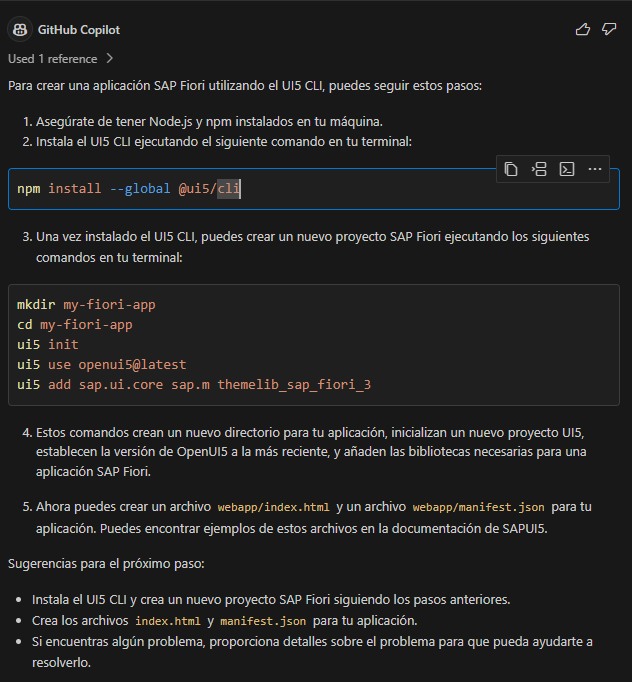 GitHub Copilot
Used 1 reference
Para crear una aplicación SAP Fiori utilizando el UI5 CLI, puedes seguir estos pasos:
1. Asegúrate de tener Node.js y npm instalados en tu máquina.
2. Instala el UI5 CLI ejecutando el siguiente comando en tu terminal:
npm install --global @ui5/cli
3. Una vez instalado el UI5 CLI, puedes crear un nuevo proyecto SAP Fiori ejecutando los siguientes
comandos en tu terminal:
mkdir my-fiori-app
cd my-fiori-app
ui5 init
ui5 use openui5@latest
ui5 add sap.ui.core sap.m themelib_sap_fiori_3
4. Estos comandos crean un nuevo directorio para tu aplicación, inicializan un nuevo proyecto UI5,
establecen la versión de OpenUI5 a la más reciente, y añaden las bibliotecas necesarias para una
aplicación SAP Fiori.
5. Ahora puedes crear un archivo webapp/index.html y un archivo webapp/manifest.json para tu
aplicación. Puedes encontrar ejemplos de estos archivos en la documentación de SAPUI5.
Sugerencias para el próximo paso:
• Instala el UI5 CLI y crea un nuevo proyecto SAP Fiori siguiendo los pasos anteriores.
• Crea los archivos index.html y manifest.json para tu aplicación.
• Si encuentras algún problema, proporciona detalles sobre el problema para que pueda ayudarte a
resolverlo.